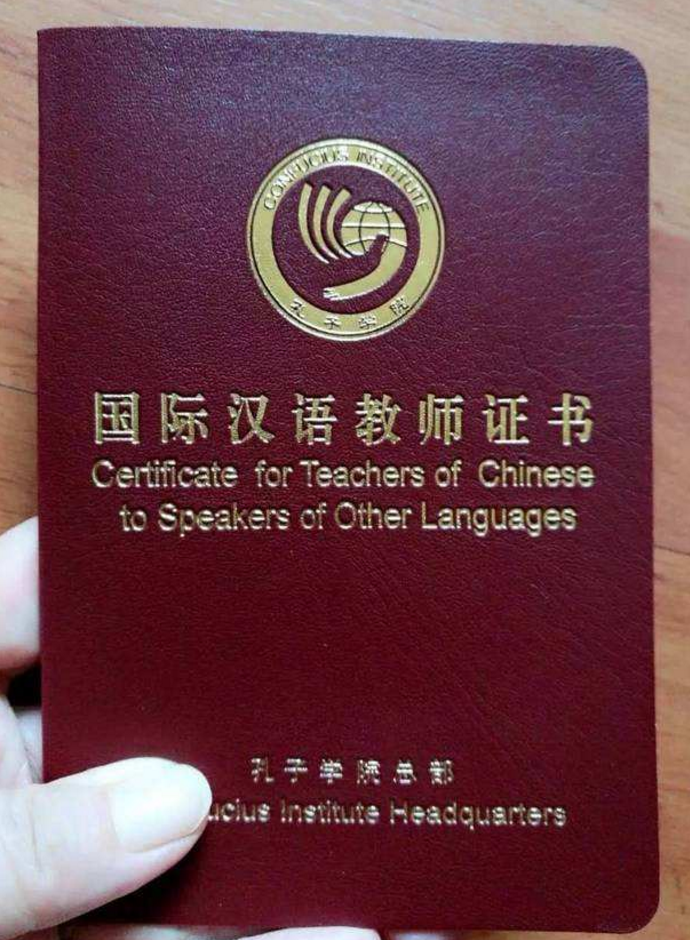 CONFUCIUS INSTITUTE
孔子学院
国际汉语教师证书
Certificate for Teachers of Chinese
to Speakers of Other Languages
孔子学院总部
ucius Institute Headquarters